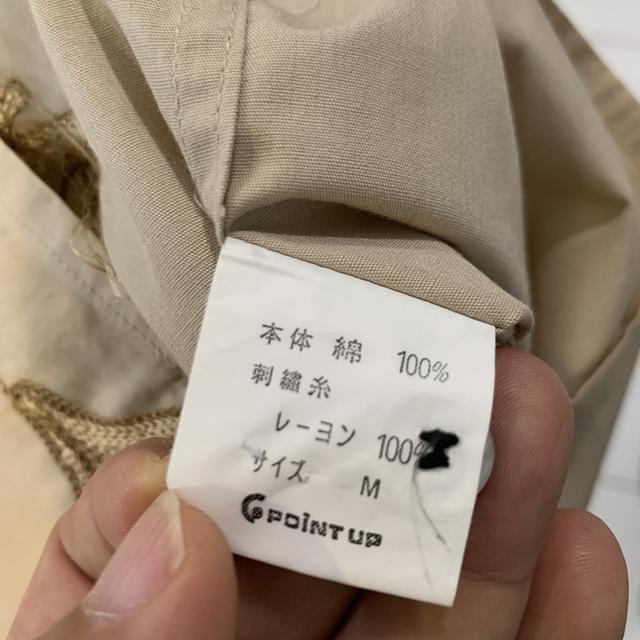 本体 綿 100%
刺繍糸
レーヨン 100%
サイズ M
POINT UP